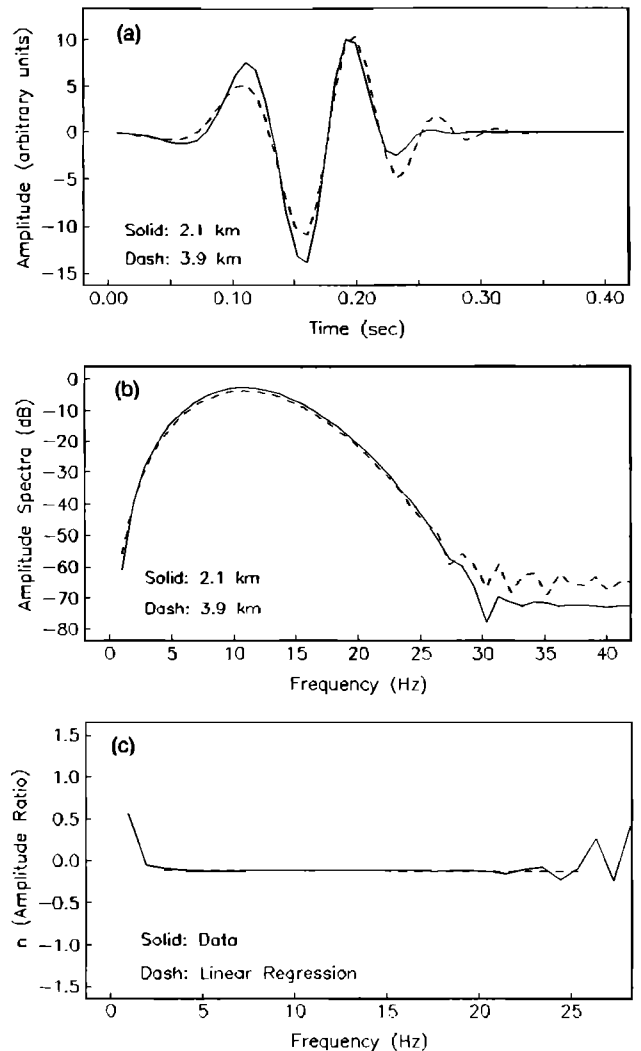 (a)
Amplitude (arbitrary units)
10
5
0
−5
−10
−15
Solid: 2.1 km
Dash: 3.9 km
0.00 0.10 0.20 0.30 0.40
Time (sec)
(b)
Amplitude Spectra (dB)
0
−10
−20
−30
−40
−50
−60
−70
−80
Solid: 2.1 km
Dash: 3.9 km
0 5 10 15 20 25 30 35 40
Frequency (Hz)
(c)
n (Amplitude Ratio)
1.5
1.0
0.5
0.0
−0.5
−1.0
−1.5
Solid: Data
Dash: Linear Regression
0 5 10 15 20 25
Frequency (Hz)